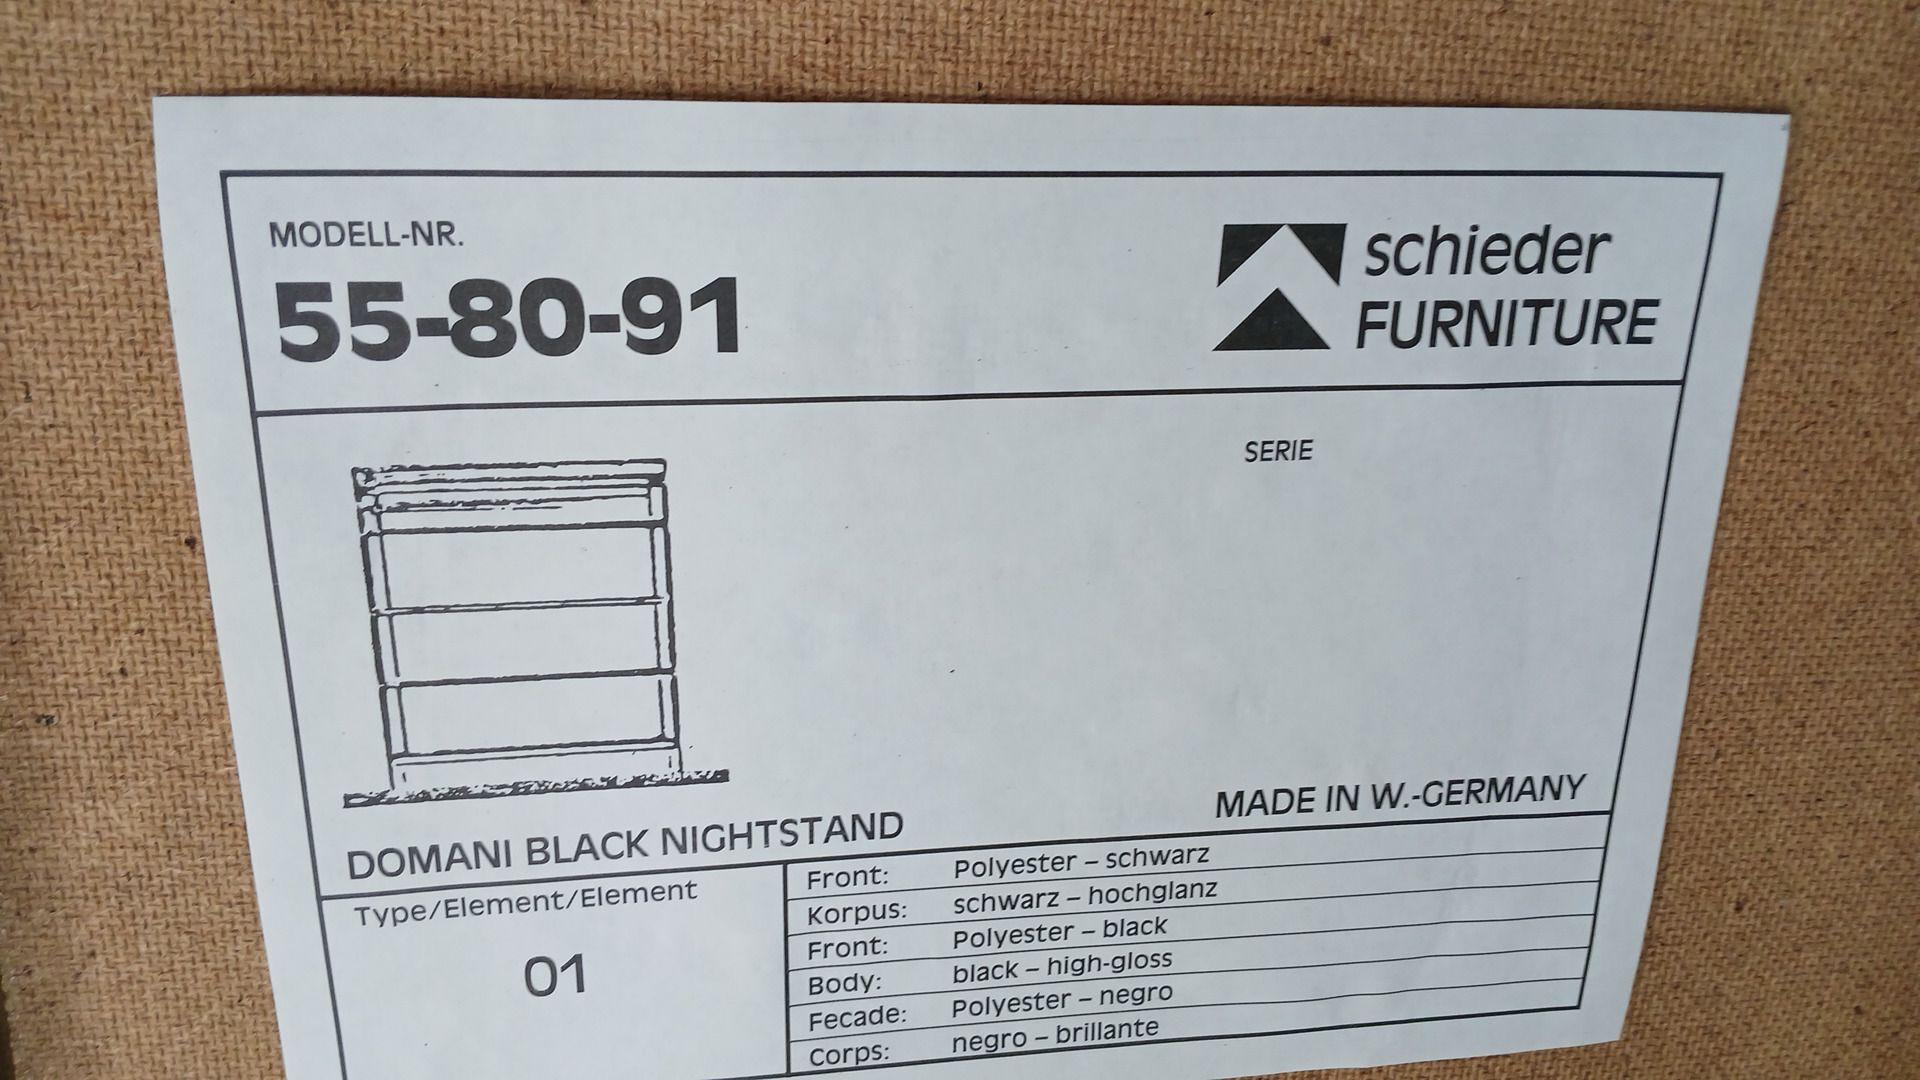 MODELL-NR.
55-80-91
schieder
FURNITURE
SERIE
MADE IN W.-GERMANY
DOMANI BLACK NIGHTSTAND
Type/Element/Element
01
Front: Polyester – schwarz
Korpus: schwarz – hochglanz
Front: Polyester – black
Body: black – high-gloss
Fecade: Polyester – negro
Corps: negro – brillante